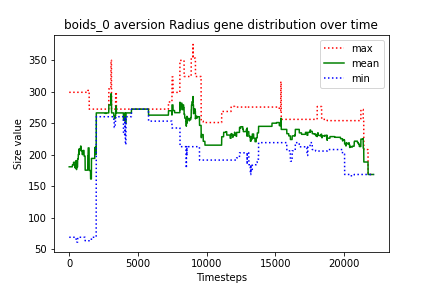 boids_0 aversion Radius gene distribution over time
max
mean
min
350
300
250
200
150
100
50
Size value
0
5000
10000
15000
20000
Timesteps